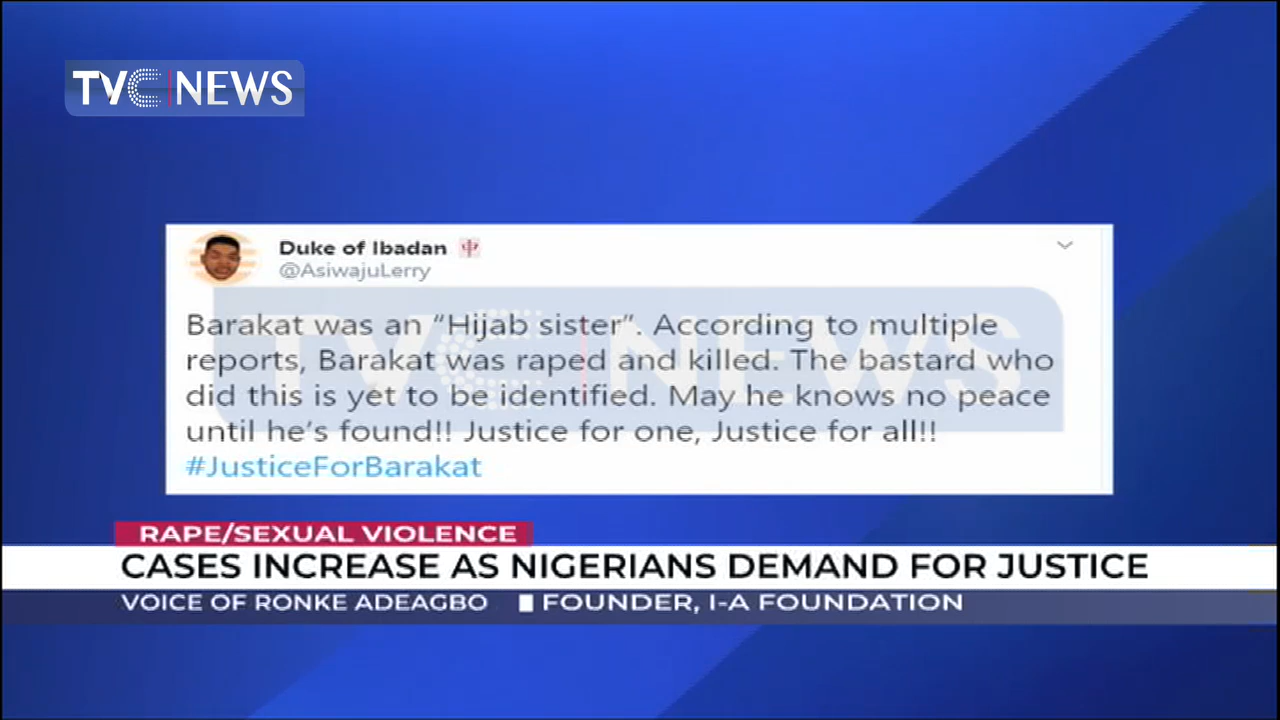 TVC NEWS
Duke of Ibadan
@AsiwajuLerry
Barakat was an “Hijab sister”. According to multiple
reports, Barakat was raped and killed. The bastard who
did this is yet to be identified. May he knows no peace
until he’s found!! Justice for one, Justice for all!!
#JusticeForBarakat
TVC NEWS
RAPE/SEXUAL VIOLENCE
CASES INCREASE AS NIGERIANS DEMAND FOR JUSTICE
VOICE OF RONKE ADEAGBO FOUNDER, I-A FOUNDATION